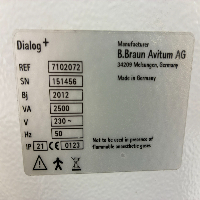 Dialog+
Manufacturer
B.Braun Avitum AG
34209 Melsungen, Germany
REF 7102072
SN 151456
Made in Germany
Bj 2012
VA 2500
V 230~
Hz 50
IP 21 CE 0123
Not to be used in presence of
flammable anaesthetic gases